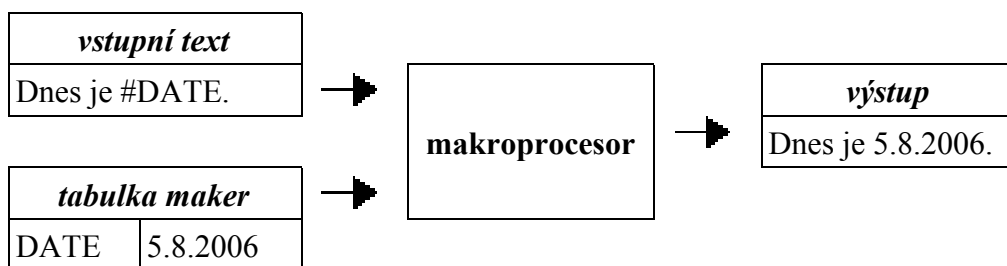 vstupní text
Dnes je #DATE.
tabulka maker
DATE 5.8.2006
makroprocesor
výstup
Dnes je 5.8.2006.